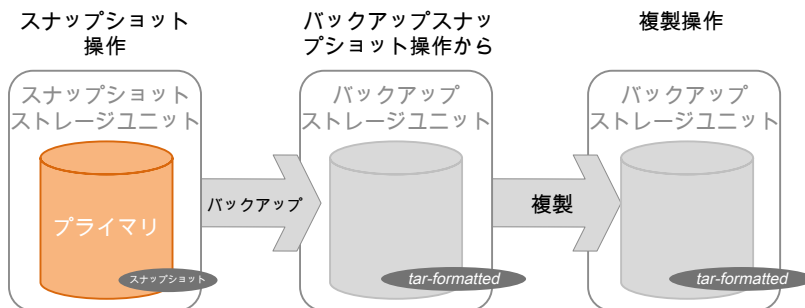 スナップショット
操作
バックアップスナッ
プショット操作から
複製操作
スナップショット
ストレージユニット
バックアップ
ストレージユニット
バックアップ
ストレージユニット
プライマリ
バックアップ
複製
スナップショット
tar-formatted
tar-formatted